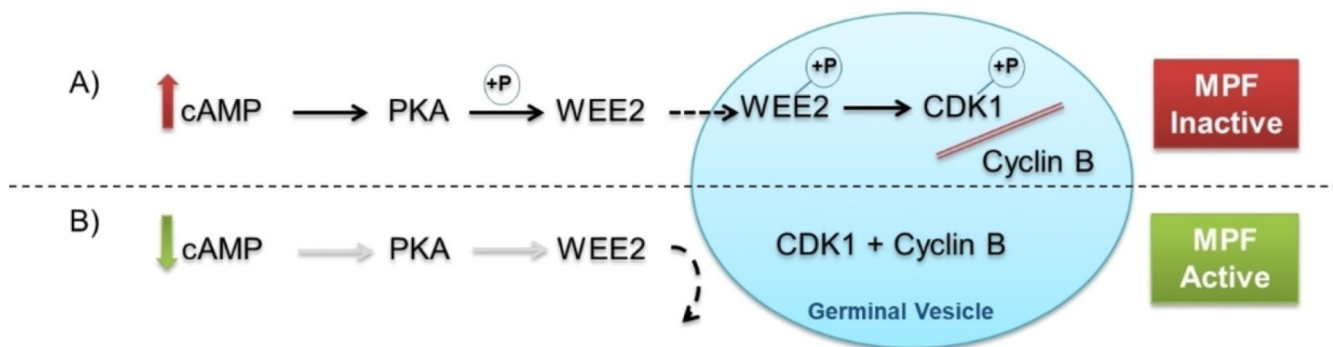 A) cAMP PKA +P WEE2 WEE2 +P CDK1 +P MPF
Inactive
Cyclin B
B) cAMP PKA WEE2 CDK1 + Cyclin B MPF
Active
Germinal Vesicle